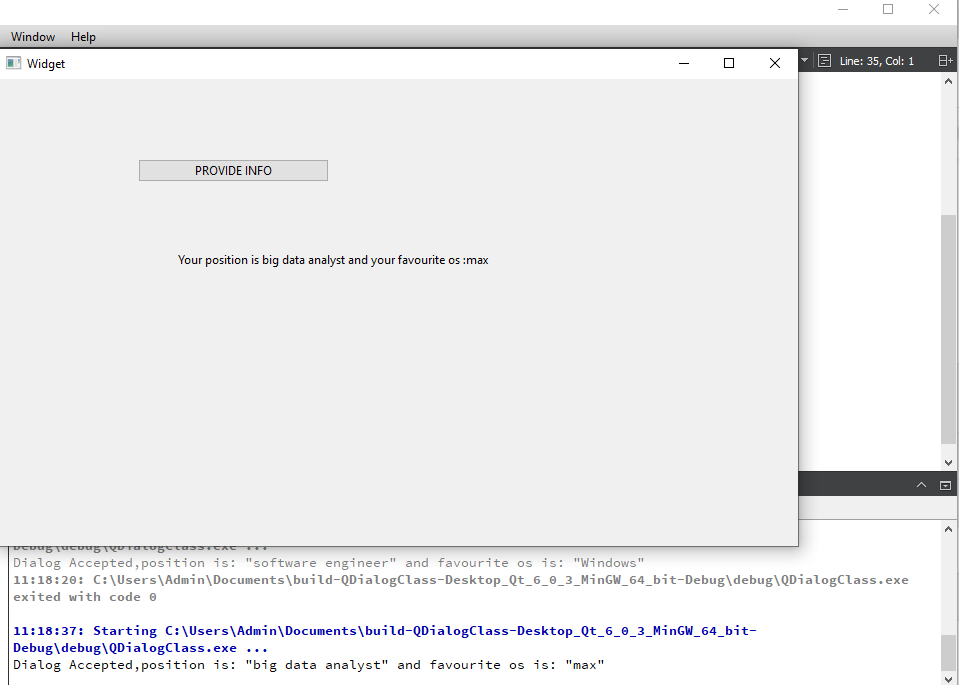 Window Help
Widget
Line: 35, Col: 1
PROVIDE INFO
Your position is big data analyst and your favourite os :max
Debug\debug\QDialogClass.exe ...
Dialog Accepted,position is: "software engineer" and favourite os is: "Windows"
11:18:20: C:\Users\Admin\Documents\build-QDialogClass-Desktop_Qt_6_0_3_MinGW_64_bit-Debug\debug\QDialogClass.exe
exited with code 0
11:18:37: Starting C:\Users\Admin\Documents\build-QDialogClass-Desktop_Qt_6_0_3_MinGW_64_bit-
Debug\debug\QDialogClass.exe ...
Dialog Accepted,position is: "big data analyst" and favourite os is: "max"